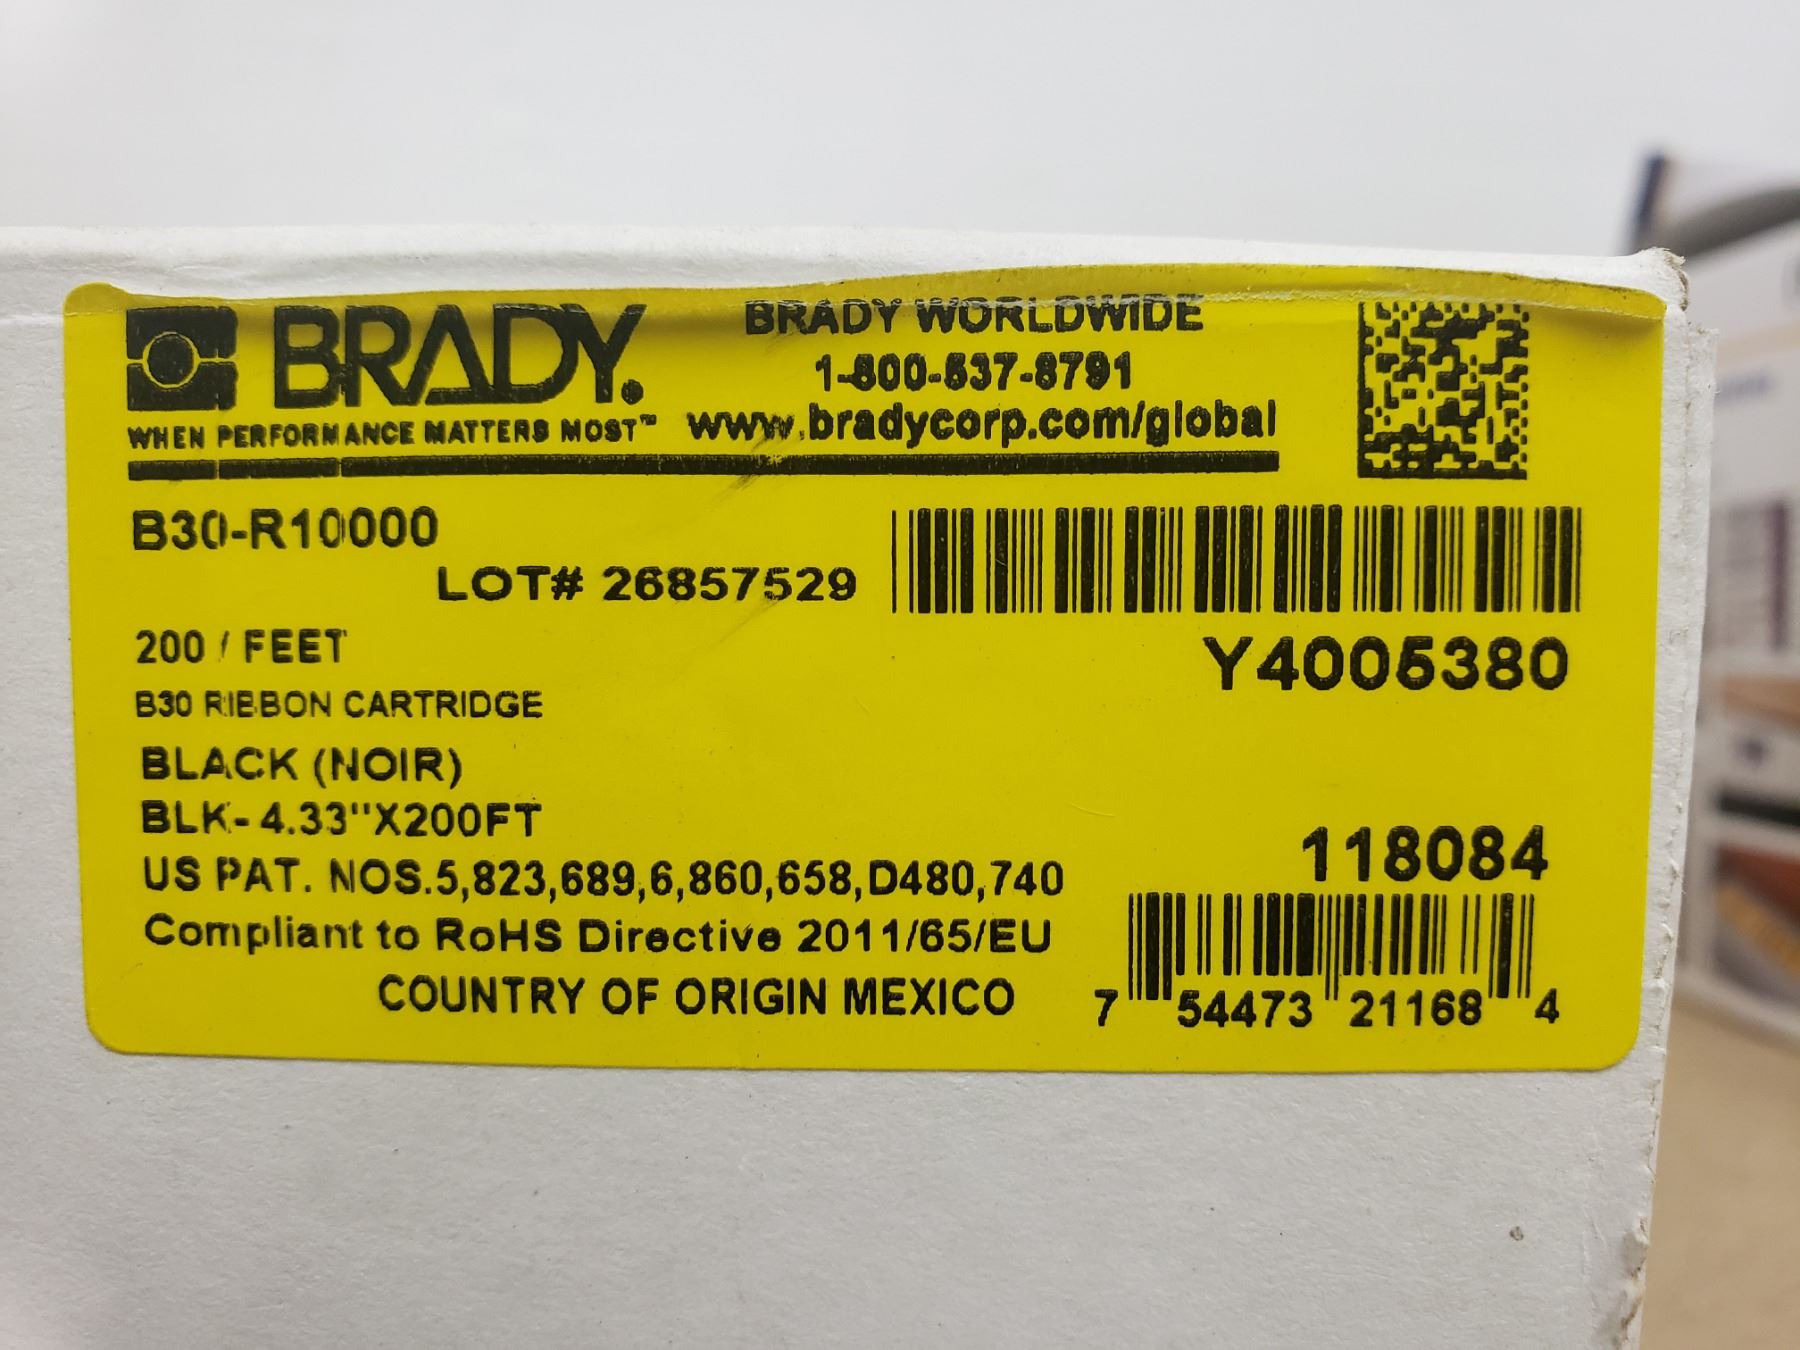 BRADY.
WHEN PERFORMANCE MATTERS MOST™
BRADY WORLDWIDE
1-800-537-8791
www.bradycorp.com/global
B30-R10000
LOT# 26857529
Y4005380
200 / FEET
B30 RIBBON CARTRIDGE
BLACK (NOIR)
BLK- 4.33"X200FT
US PAT. NOS.5,823,689,6,860,658,D480,740
Compliant to RoHS Directive 2011/65/EU
COUNTRY OF ORIGIN MEXICO
118084
7 54473 21168 4